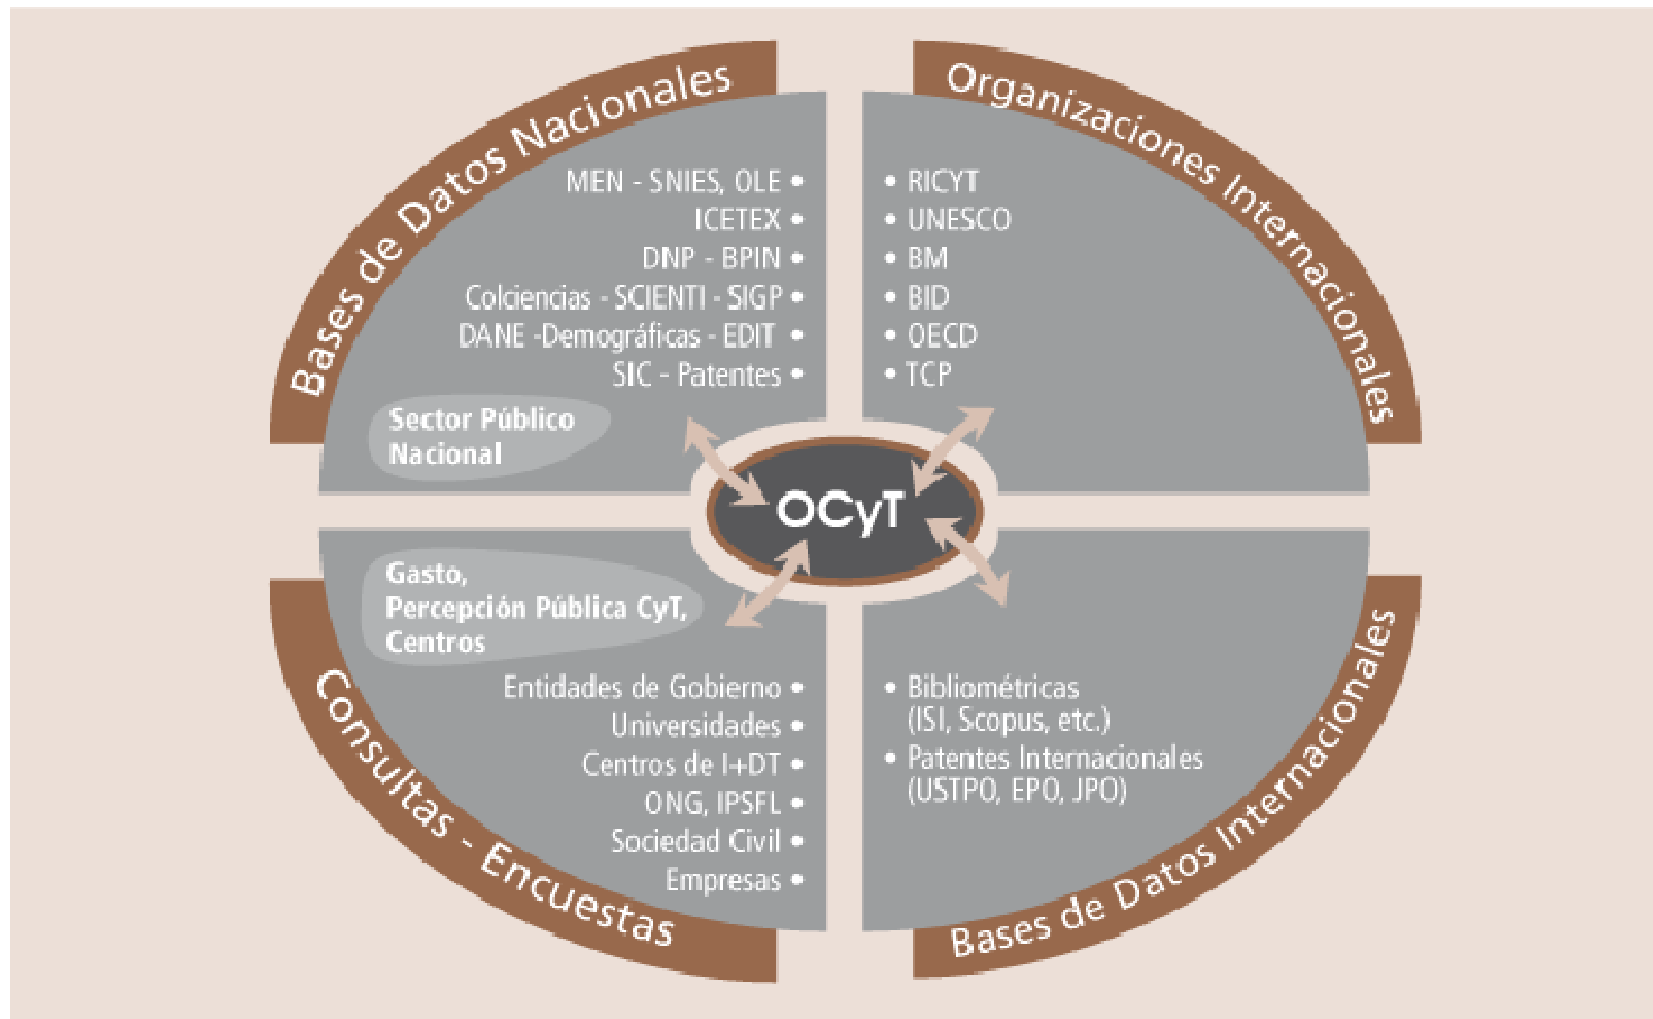 Bases de Datos Nacionales
MEN - SNIES, OLE •
ICETEX •
DNP - BPIN •
Colciencias - SCIENTI - SIGP •
DANE -Demográficas - EDIT •
SIC - Patentes •
Sector Público
Nacional
Organizaciones Internacionales
• RICYT
• UNESCO
• BM
• BID
• OECD
• TCP
OCyT
Gasto,
Percepción Pública CyT,
Centros
Entidades de Gobierno •
Universidades •
Centros de I+DT •
ONG, IPSFL •
Sociedad Civil •
Empresas •
Consultas - Encuestas
• Bibliométricas
(ISI, Scopus, etc.)
• Patentes Internacionales
(USTPO, EPO, JPO)
Bases de Datos Internacionales